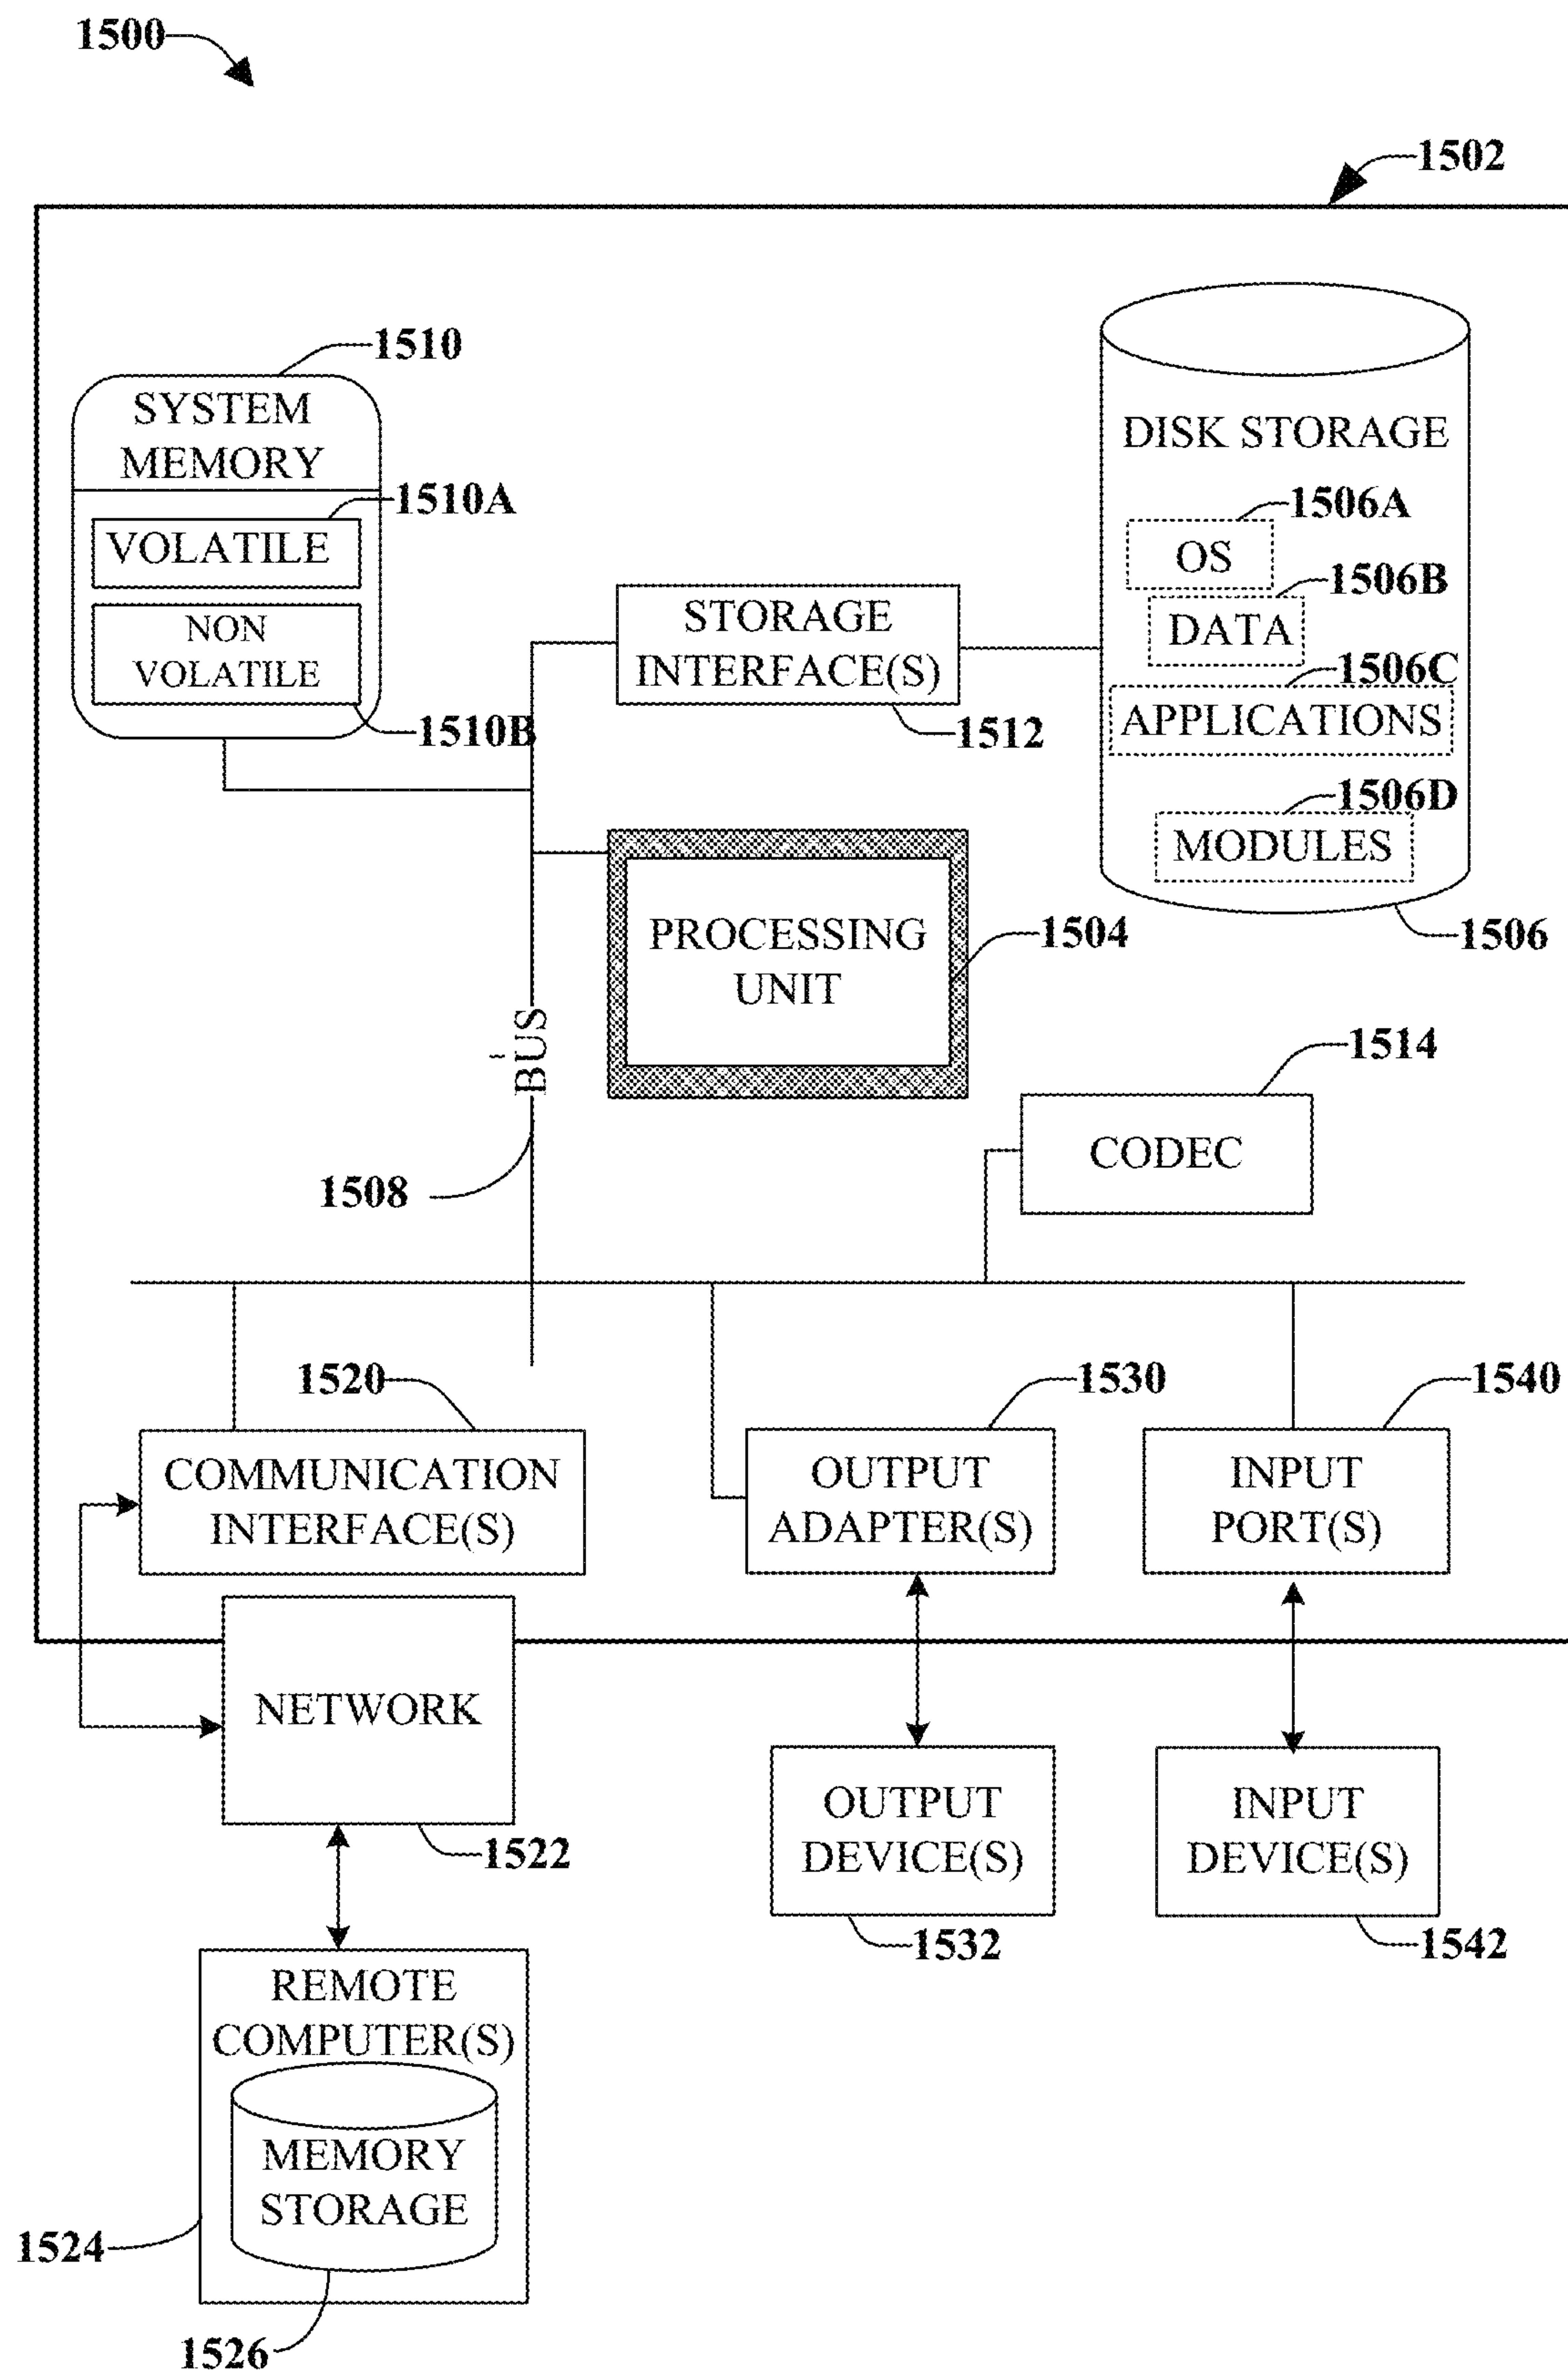 1500
1502
1510
SYSTEM
MEMORY
1510A
VOLATILE
NON
VOLATILE
1510B
STORAGE
INTERFACE(S)
1512
DISK STORAGE
1506A
OS
1506B
DATA
1506C
APPLICATIONS
1506D
MODULES
1506
PROCESSING
UNIT
1504
BUS
1508
1514
CODEC
1520
COMMUNICATION
INTERFACE(S)
1530
OUTPUT
ADAPTER(S)
1540
INPUT
PORT(S)
NETWORK
1522
OUTPUT
DEVICE(S)
1532
INPUT
DEVICE(S)
1542
REMOTE
COMPUTER(S)
MEMORY
STORAGE
1524
1526